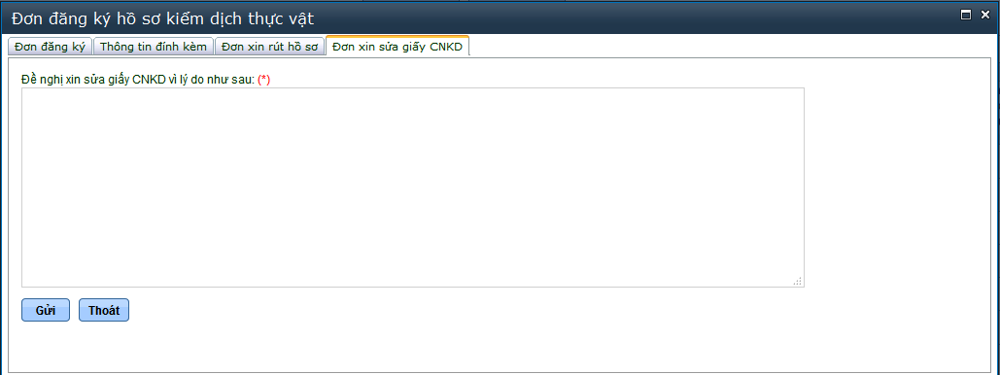 Đơn đăng ký hồ sơ kiểm dịch thực vật
Đơn đăng ký Thông tin đính kèm Đơn xin rút hồ sơ Đơn xin sửa giấy CNKD
Đề nghị xin sửa giấy CNKD vì lý do như sau: (*)
Gửi Thoát